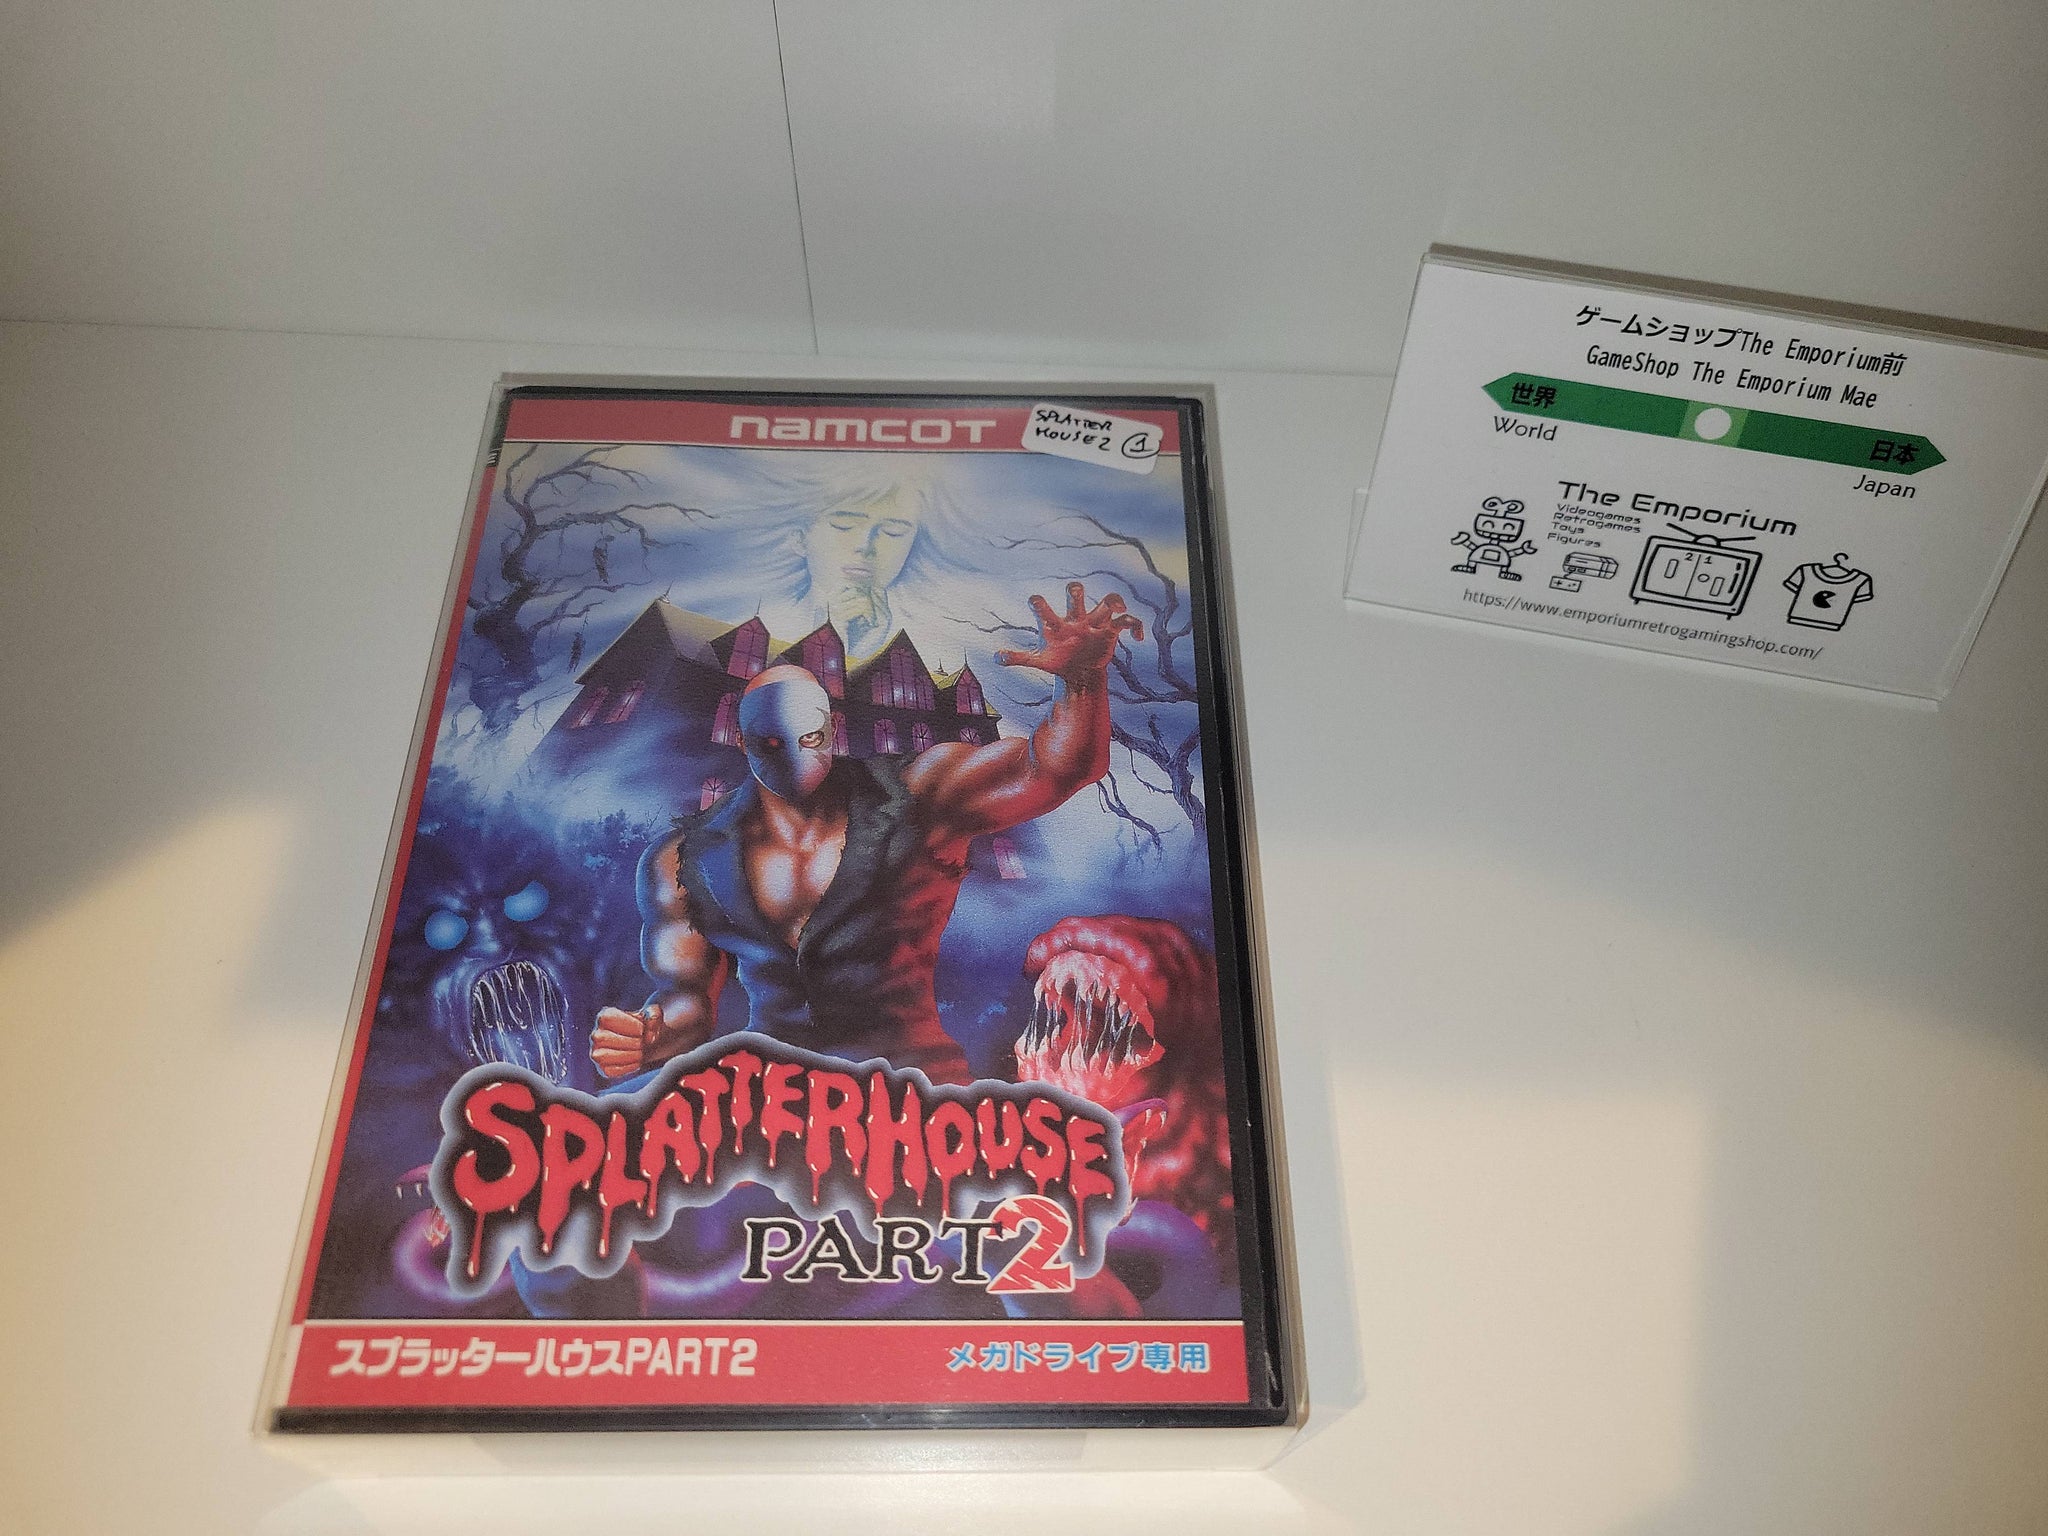 namcot
SPLATTER
HOUSE 2 1
SPLATTERHOUSE
PART2
スプラッターハウスPART2
メガドライブ専用
ゲームショップThe Emporium前
GameShop The Emporium Mae
世界
日本
World
Japan
The Emporium
Videogames
Retrogames
Toys
Figures
2 1
https://www.emporiumretrogamingshop.com/